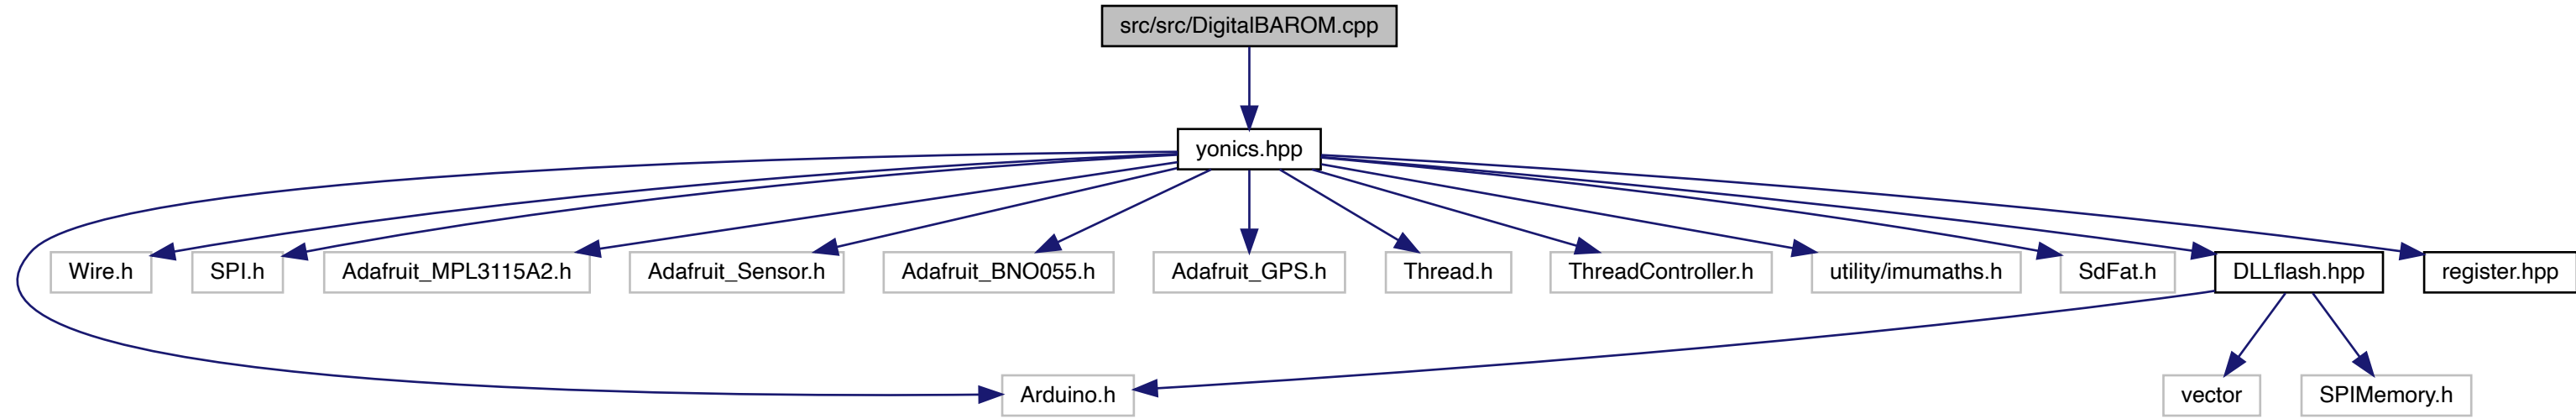 src/src/DigitalBAROM.cpp
yonics.hpp
Wire.h
SPI.h
Adafruit_MPL3115A2.h
Adafruit_Sensor.h
Adafruit_BNO055.h
Adafruit_GPS.h
Thread.h
ThreadController.h
utility/imumaths.h
SdFat.h
DLLflash.hpp
register.hpp
Arduino.h
vector
SPIMemory.h